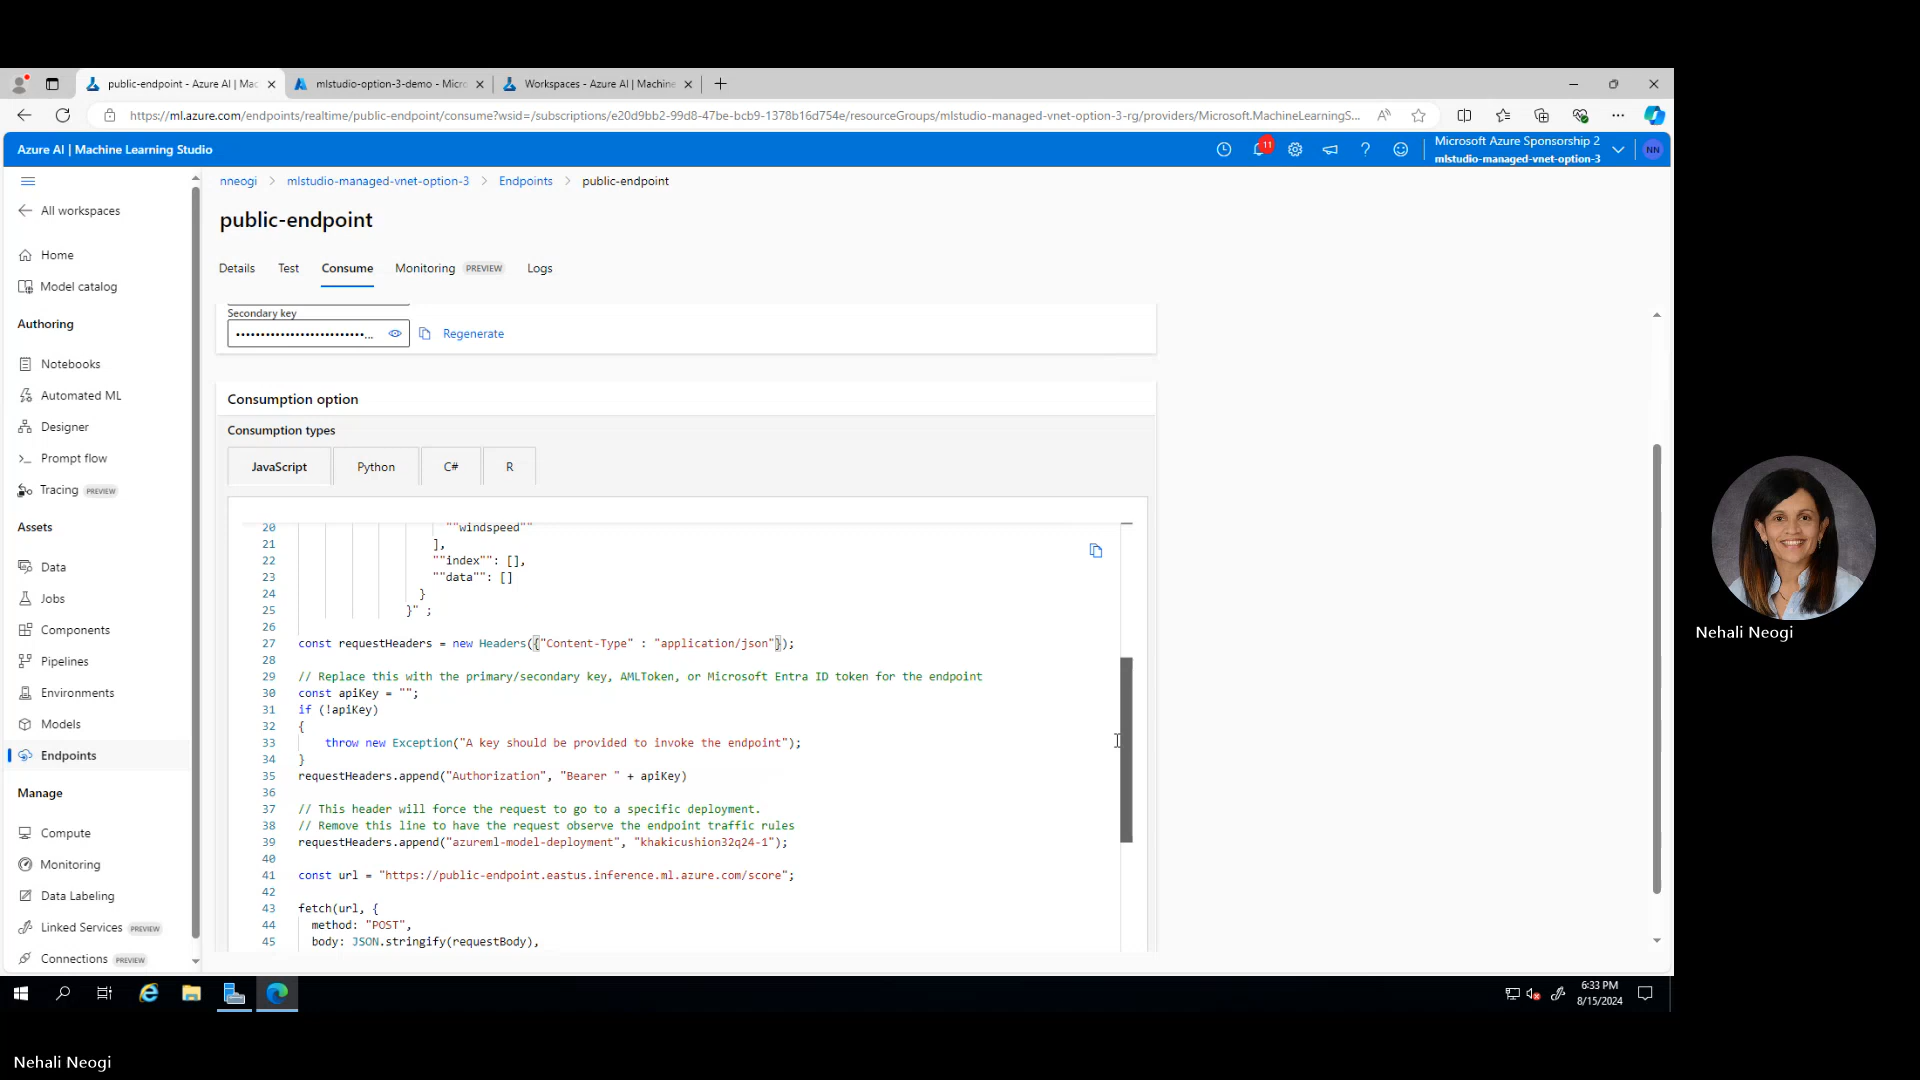 public-endpoint - Azure AI | Mac
mlstudio-option-3-demo - Micro
Workspaces - Azure AI | Machine
https://ml.azure.com/endpoints/realtime/public-endpoint/consume?wsid=/subscriptions/e20d9bb2-99d8-47be-bcb9-1378b16d754e/resourceGroups/mlstudio-managed-vnet-option-3-rg/providers/Microsoft.MachineLearningS...
Azure AI | Machine Learning Studio
11
Microsoft Azure Sponsorship 2
mlstudio-managed-vnet-option-3
NN
All workspaces
Home
Model catalog
Authoring
Notebooks
Automated ML
Designer
Prompt flow
Tracing PREVIEW
Assets
Data
Jobs
Components
Pipelines
Environments
Models
Endpoints
Manage
Compute
Monitoring
Data Labeling
Linked Services PREVIEW
Connections PREVIEW
nneogi > mlstudio-managed-vnet-option-3 > Endpoints > public-endpoint
public-endpoint
Details Test Consume Monitoring PREVIEW Logs
Secondary key
Regenerate
Consumption option
Consumption types
JavaScript Python C# R
20 ""windspeed""
21 ],
22 ""index"": [],
23 ""data"": []
24 }
25 }" ;
26
27 const requestHeaders = new Headers({"Content-Type" : "application/json"});
28
29 // Replace this with the primary/secondary key, AMLToken, or Microsoft Entra ID token for the endpoint
30 const apiKey = "";
31 if (!apiKey)
32 {
33 throw new Exception("A key should be provided to invoke the endpoint");
34 }
35 requestHeaders.append("Authorization", "Bearer " + apiKey)
36
37 // This header will force the request to go to a specific deployment.
38 // Remove this line to have the request observe the endpoint traffic rules
39 requestHeaders.append("azureml-model-deployment", "khakicushion32q24-1");
40
41 const url = "https://public-endpoint.eastus.inference.ml.azure.com/score";
42
43 fetch(url, {
44 method: "POST",
45 body: JSON.stringify(requestBody),
6:33 PM
8/15/2024
Nehali Neogi
Nehali Neogi